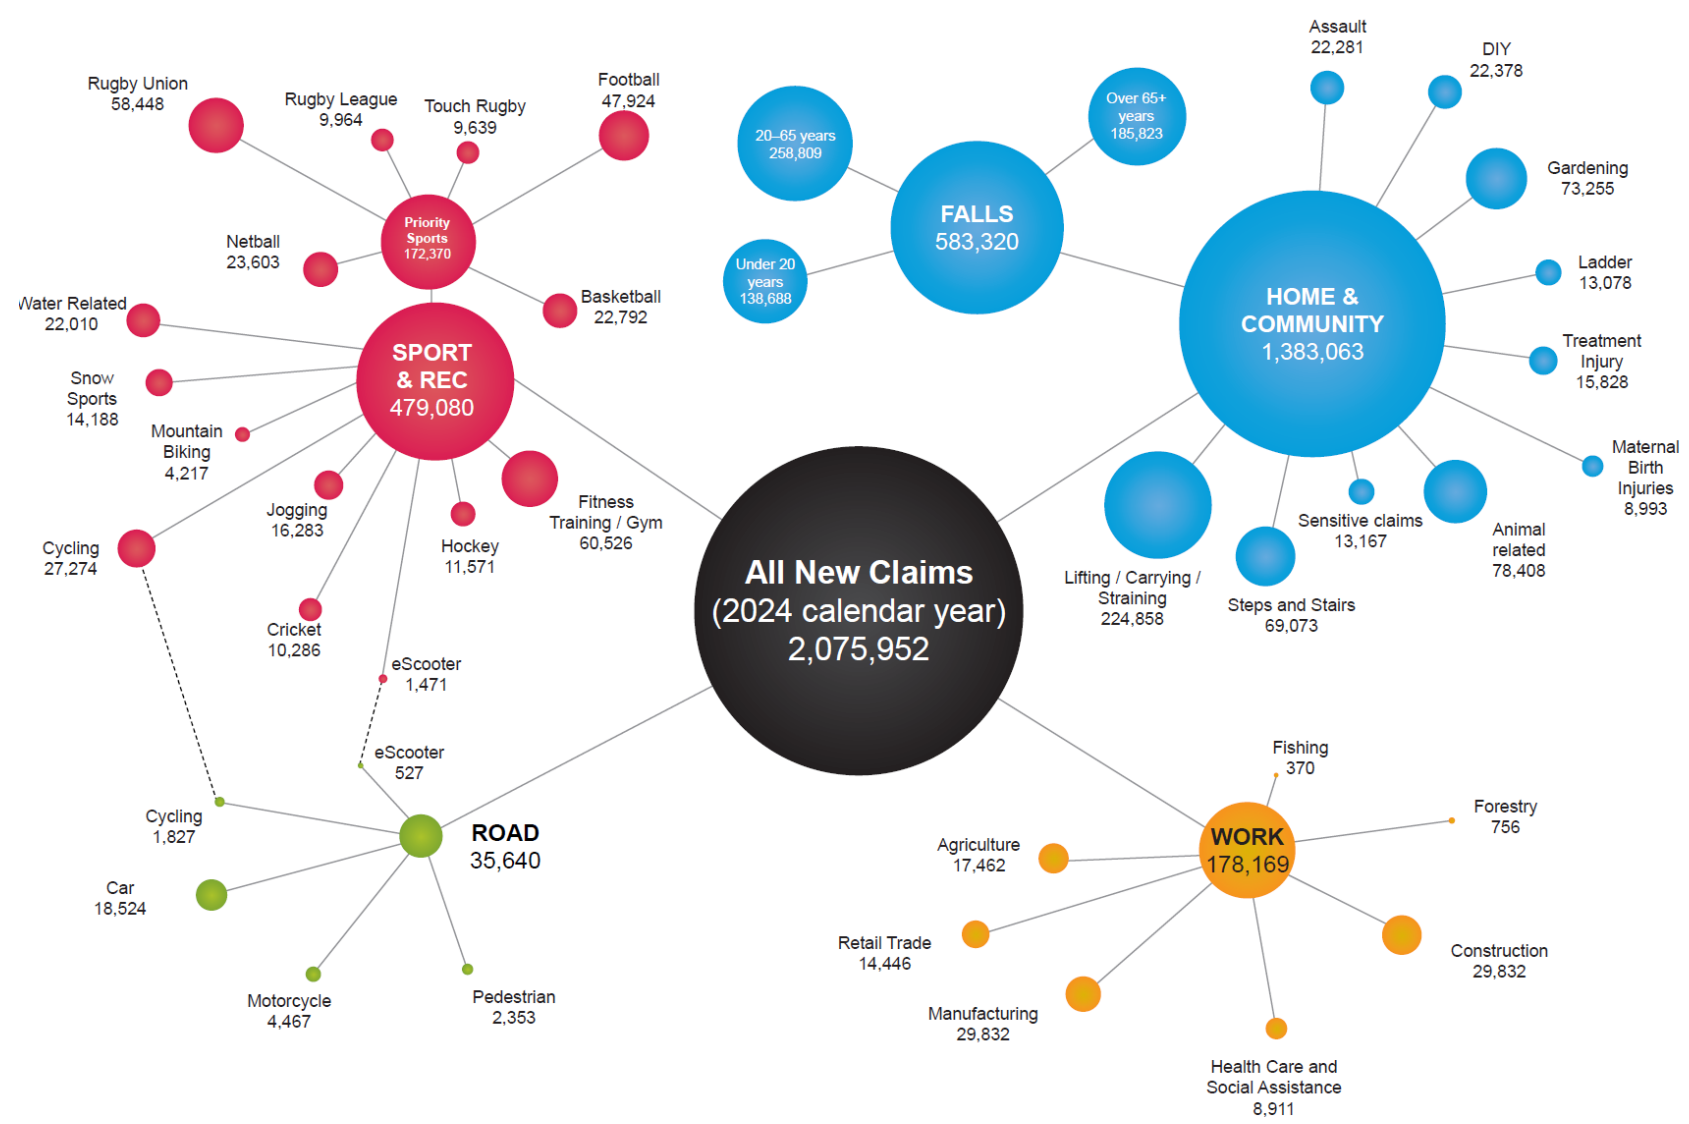 Rugby Union
58,448
Rugby League
9,964
Touch Rugby
9,639
Football
47,924
Priority
Sports
172,370
Netball
23,603
Basketball
22,792
Water Related
22,010
SPORT
& REC
479,080
Snow
Sports
14,188
Mountain
Biking
4,217
Jogging
16,283
Cycling
27,274
Cricket
10,286
Hockey
11,571
Fitness
Training / Gym
60,526
eScooter
1,471
20–65 years
258,809
Over 65+
years
185,823
FALLS
583,320
Under 20
years
138,688
Assault
22,281
DIY
22,378
Gardening
73,255
Ladder
13,078
HOME &
COMMUNITY
1,383,063
Treatment
Injury
15,828
Maternal
Birth
Injuries
8,993
Animal
related
78,408
Sensitive claims
13,167
Steps and Stairs
69,073
Lifting / Carrying /
Straining
224,858
All New Claims
(2024 calendar year)
2,075,952
eScooter
527
Cycling
1,827
ROAD
35,640
Car
18,524
Motorcycle
4,467
Pedestrian
2,353
Fishing
370
Forestry
756
WORK
178,169
Agriculture
17,462
Retail Trade
14,446
Manufacturing
29,832
Construction
29,832
Health Care and
Social Assistance
8,911